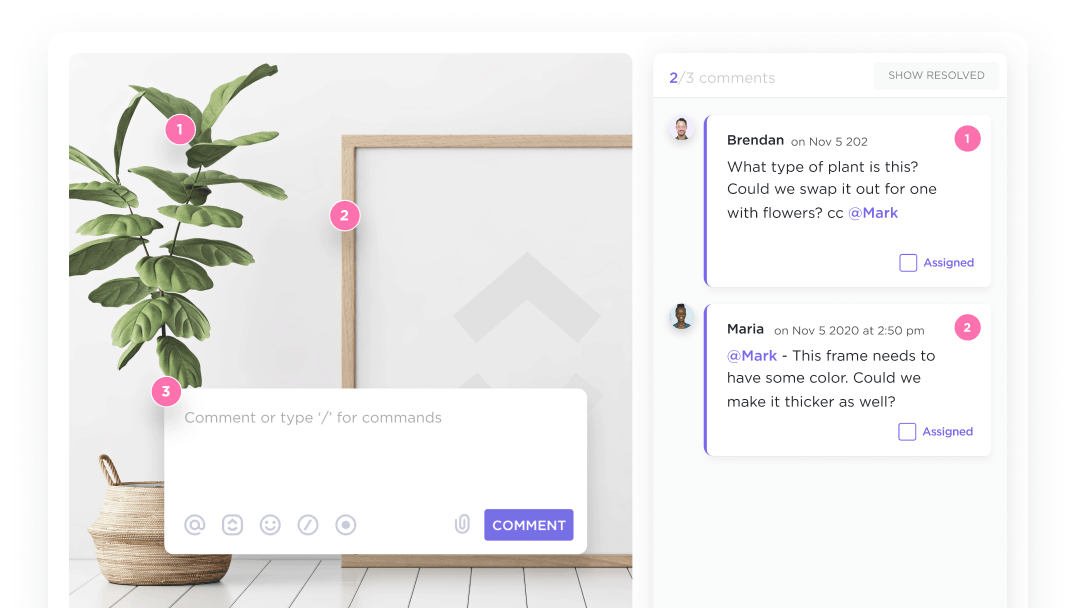 1
2
3
Comment or type ‘/’ for commands
COMMENT
2/3 comments
SHOW RESOLVED
Brendan on Nov 5 202
1
What type of plant is this?
Could we swap it out for one
with flowers? cc @Mark
Assigned
Maria on Nov 5 2020 at 2:50 pm
2
@Mark - This frame needs to
have some color. Could we
make it thicker as well?
Assigned